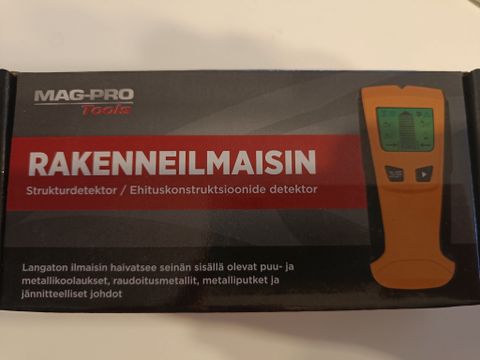 MAG-PRO
Tools
RAKENNEILMAISIN
Strukturdetektor / Ehituskonstruktsioonide detektor
Langaton ilmaisin haivatsee seinän sisällä olevat puu- ja
metallikoolaukset, raudoitusmetallit, metalliputket ja
jännitteelliset johdot